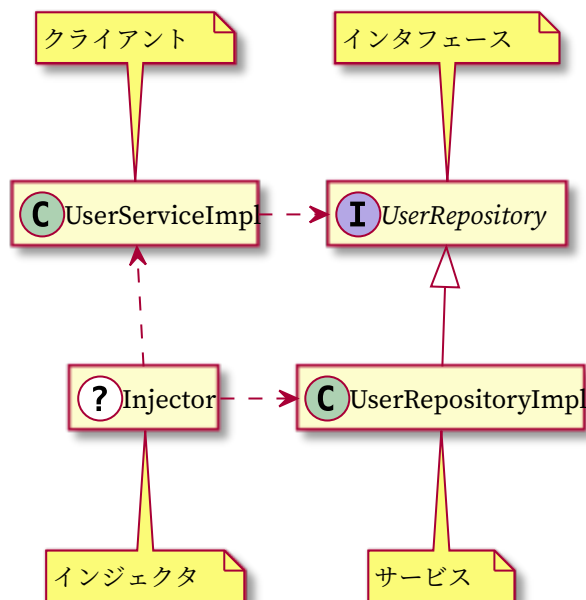 クライアント
インタフェース
C UserServiceImpl
I UserRepository
? Injector
C UserRepositoryImpl
インジェクタ
サービス